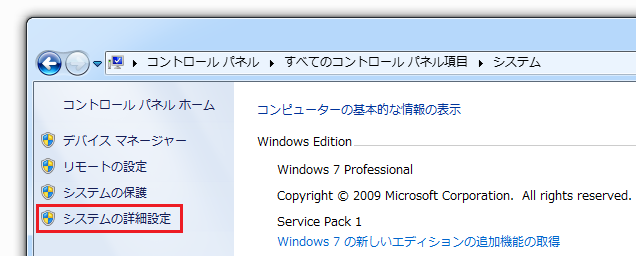 コントロール パネル ▸ すべてのコントロール パネル項目 ▸ システム
コントロール パネル ホーム
デバイス マネージャー
リモートの設定
システムの保護
システムの詳細設定
コンピューターの基本的な情報の表示
Windows Edition
Windows 7 Professional
Copyright © 2009 Microsoft Corporation. All rights reserved.
Service Pack 1
Windows 7 の新しいエディションの追加機能の取得